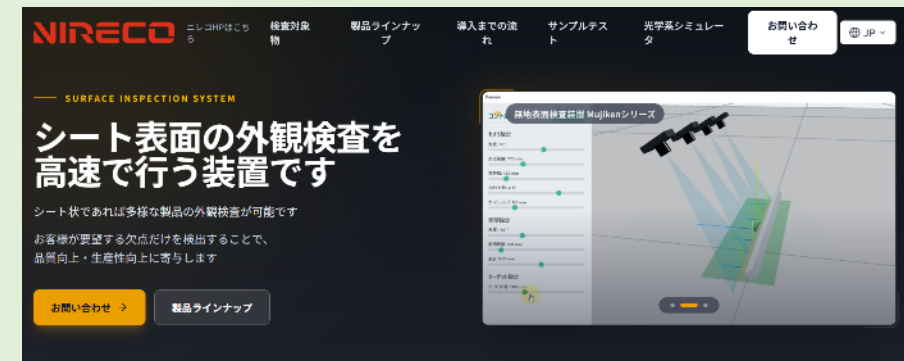 NIRECO
ニレコHPはこち
ら
検査対象
物
製品ラインナッ
プ
導入までの流
れ
サンプルテス
ト
光学系シミュレー
タ
お問い合わ
せ
JP
SURFACE INSPECTION SYSTEM
シート表面の外観検査を
高速で行う装置です
シート状であれば多様な製品の外観検査が可能です
お客様が要望する欠点だけを検出することで、
品質向上・生産性向上に寄与します
お問い合わせ →
製品ラインナップ
無地表面検査装置 Mujikenシリーズ